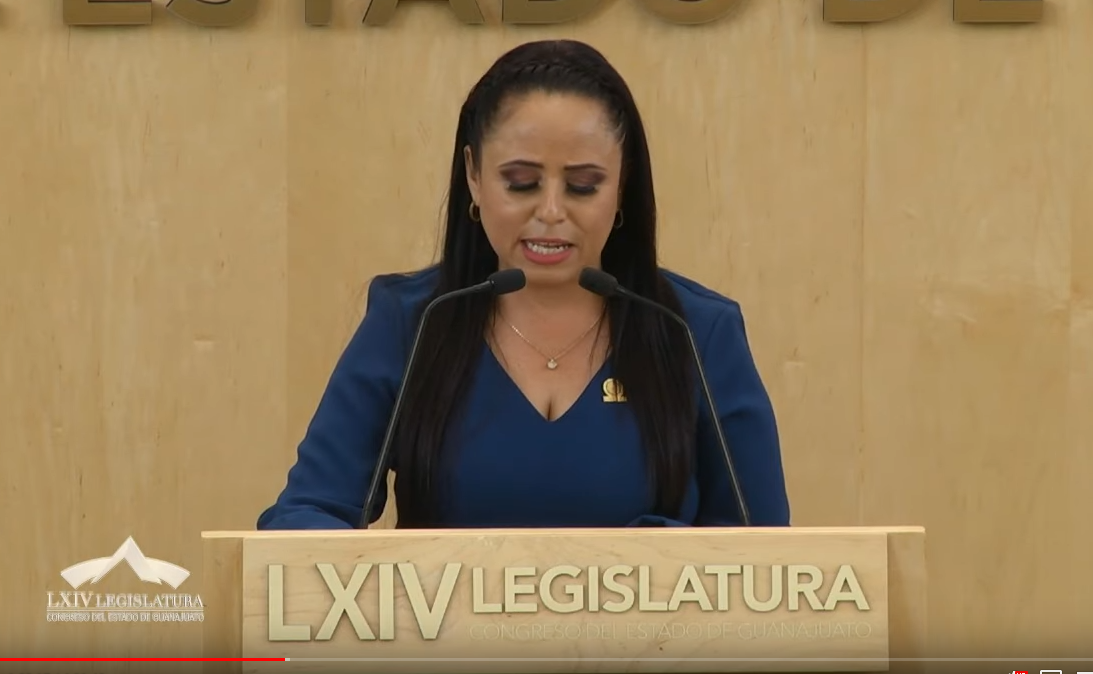 ESTADO DE
LXIV LEGISLATURA
CONGRESO DEL ESTADO DE GUANAJUATO
LXIV LEGISLATURA
CONGRESO DEL ESTADO DE GUANAJUATO